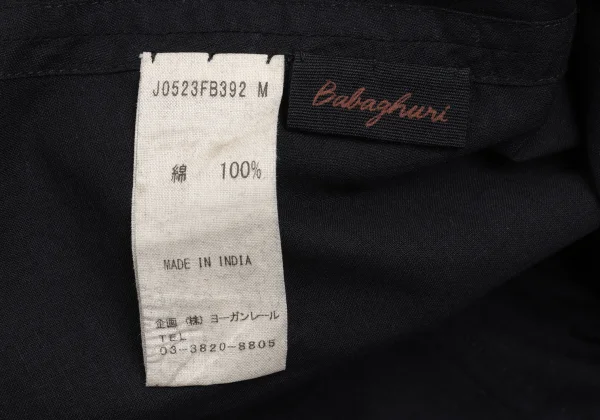 J0523FB392 M
Babaghuri
綿 100%
MADE IN INDIA
企画 (株) ヨーガンレール
TEL
03-3820-8805